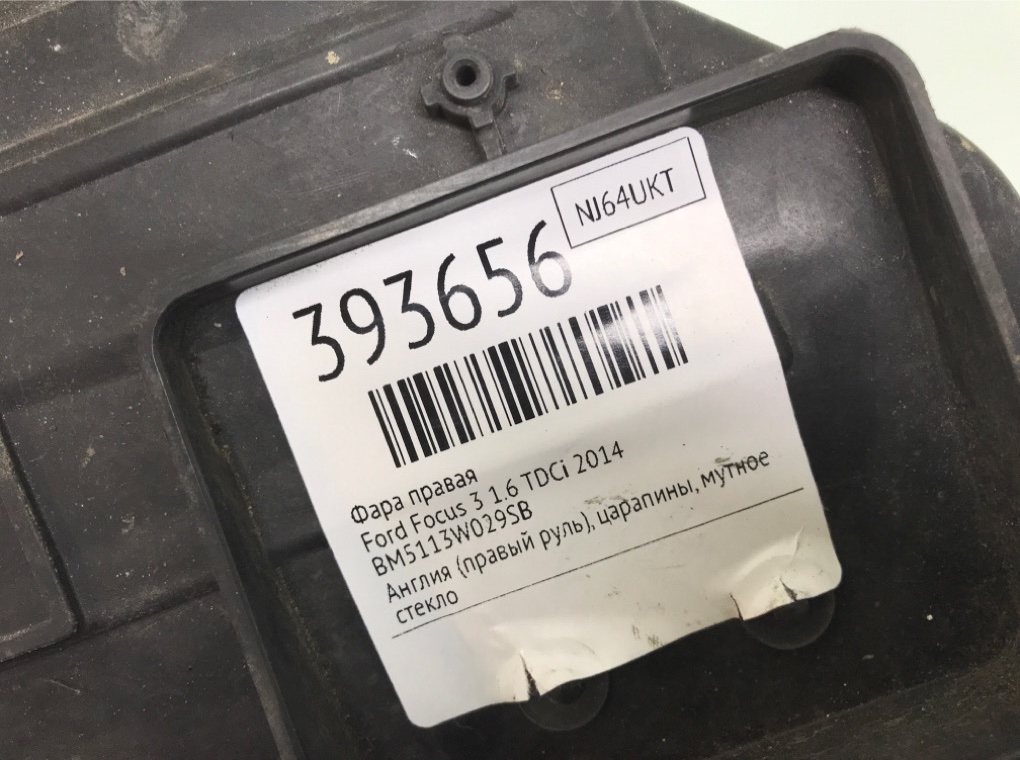 NJ64UKT
393656
Фара правая
Ford Focus 3 1.6 TDCi 2014
BM5113W029SB
Англия (правый руль), царапины, мутное
стекло